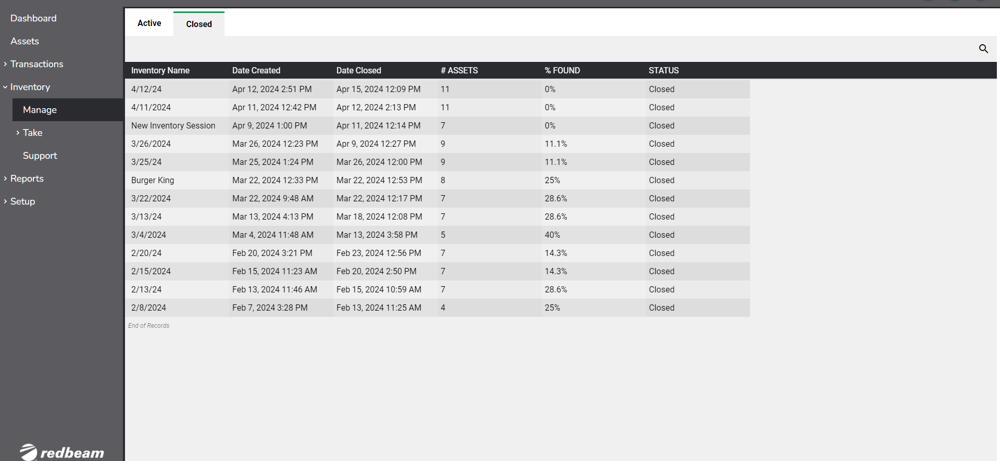 Dashboard
Assets
Transactions
Inventory
Manage
Take
Support
Reports
Setup
redbeam
Active
Closed
Inventory Name Date Created Date Closed # ASSETS % FOUND STATUS
4/12/24 Apr 12, 2024 2:51 PM Apr 15, 2024 12:09 PM 11 0% Closed
4/11/2024 Apr 11, 2024 12:42 PM Apr 12, 2024 2:13 PM 11 0% Closed
New Inventory Session Apr 9, 2024 1:00 PM Apr 11, 2024 12:14 PM 7 0% Closed
3/26/2024 Mar 26, 2024 12:23 PM Apr 9, 2024 12:27 PM 9 11.1% Closed
3/25/24 Mar 25, 2024 1:24 PM Mar 26, 2024 12:00 PM 9 11.1% Closed
Burger King Mar 22, 2024 12:33 PM Mar 22, 2024 12:53 PM 8 25% Closed
3/22/2024 Mar 22, 2024 9:48 AM Mar 22, 2024 12:17 PM 7 28.6% Closed
3/13/24 Mar 13, 2024 4:13 PM Mar 18, 2024 12:08 PM 7 28.6% Closed
3/4/2024 Mar 4, 2024 11:48 AM Mar 13, 2024 3:58 PM 5 40% Closed
2/20/24 Feb 20, 2024 3:21 PM Feb 23, 2024 12:56 PM 7 14.3% Closed
2/15/2024 Feb 15, 2024 11:23 AM Feb 20, 2024 2:50 PM 7 14.3% Closed
2/13/24 Feb 13, 2024 11:46 AM Feb 15, 2024 10:59 AM 7 28.6% Closed
2/8/2024 Feb 7, 2024 3:28 PM Feb 13, 2024 11:25 AM 4 25% Closed
End of Records